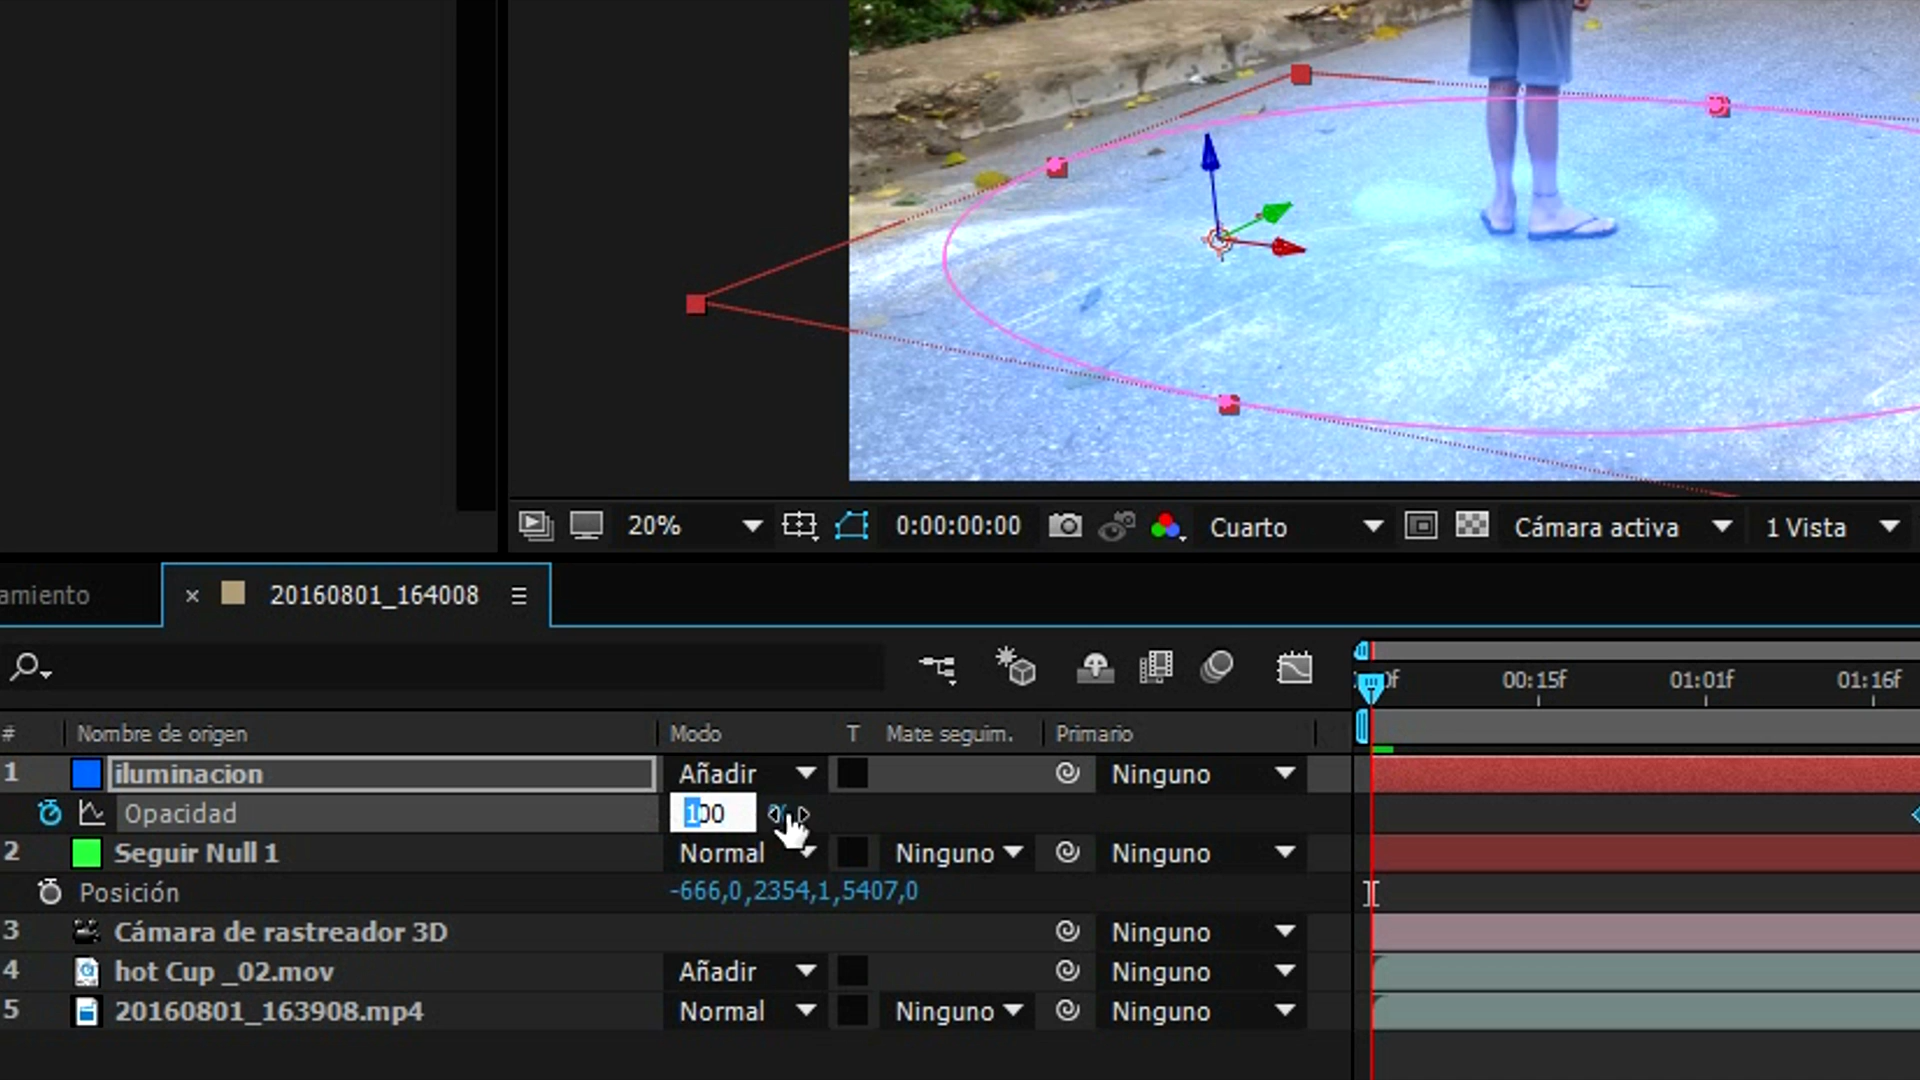 20% 0:00:00:00 Cuarto Cámara activa 1 Vista
amiento × 20160801_164008
00:15f 01:01f 01:16f
# Nombre de origen Modo T Mate seguim. Primario
1 iluminacion Añadir Ninguno
Opacidad 100
2 Seguir Null 1 Normal Ninguno Ninguno
Posición -666,0,2354,1,5407,0
3 Cámara de rastreador 3D Ninguno
4 hot Cup _02.mov Añadir Ninguno
5 20160801_163908.mp4 Normal Ninguno Ninguno